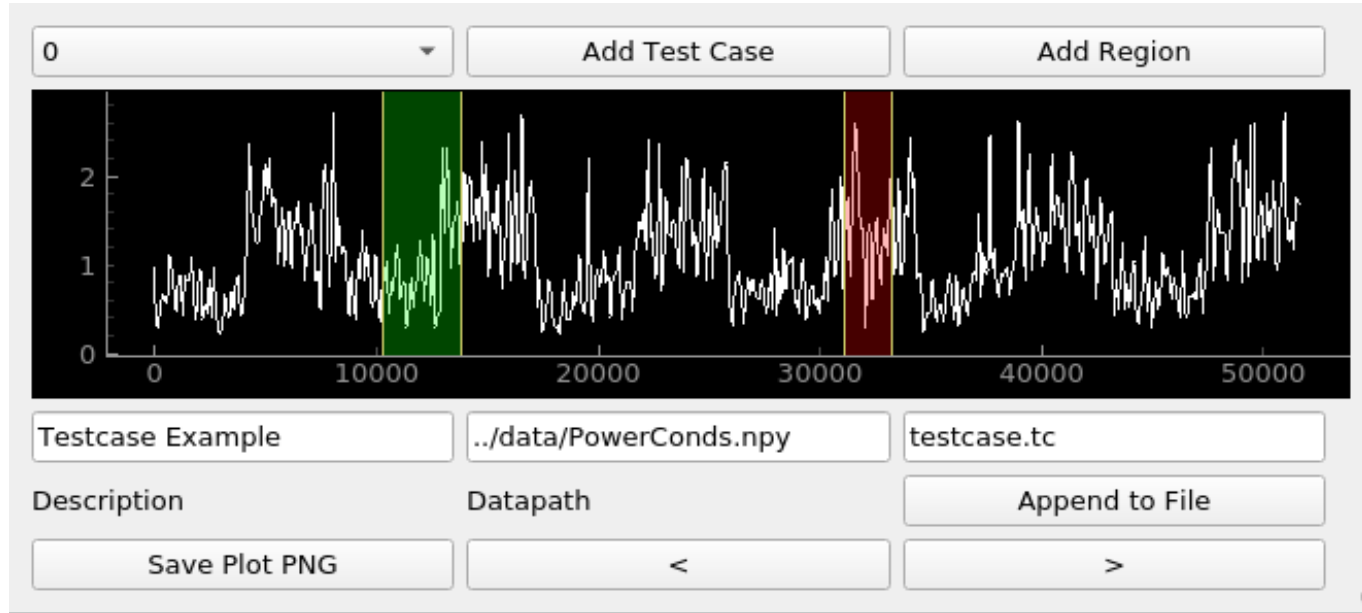 0
Add Test Case
Add Region
2
1
0
0
10000
20000
30000
40000
50000
Testcase Example
../data/PowerConds.npy
testcase.tc
Description
Datapath
Append to File
Save Plot PNG
<
>